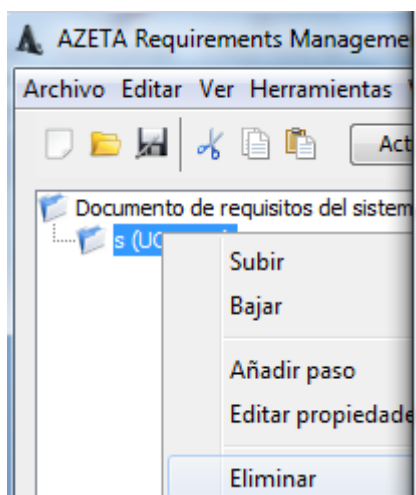 AZETA Requirements Manageme
Archivo Editar Ver Herramientas
Act
Documento de requisitos del sistem
s (UC
Subir
Bajar
Añadir paso
Editar propiedade
Eliminar